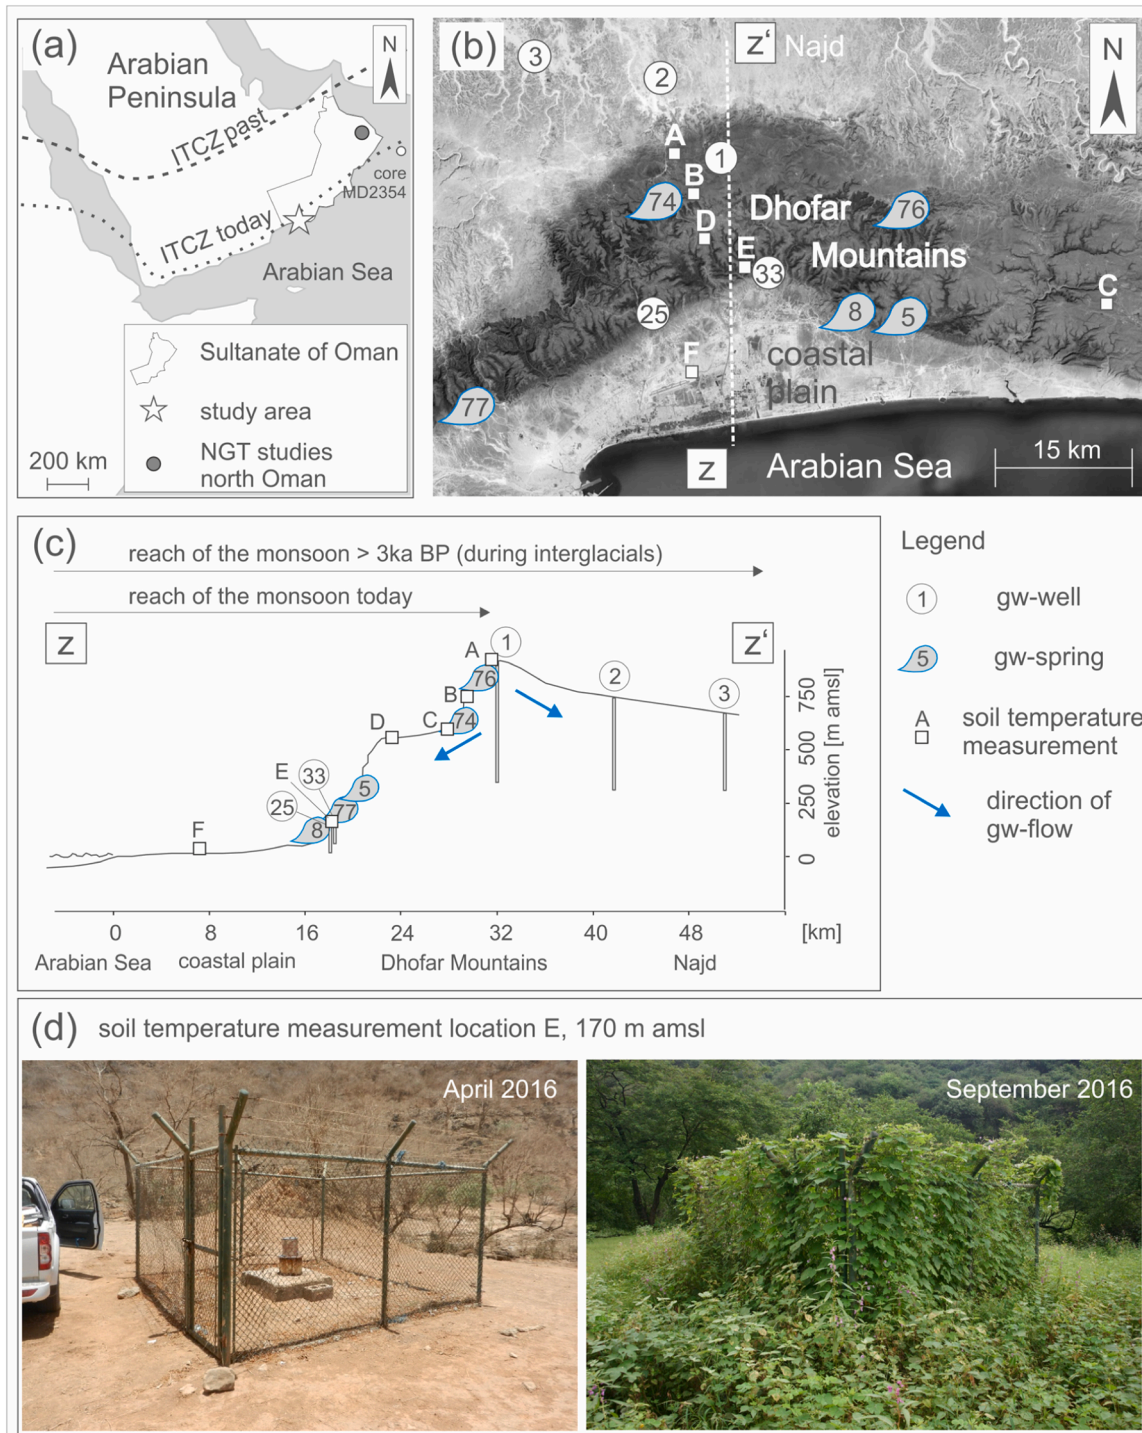 (a)
N
Arabian
Peninsula
ITCZ past
core
MD2354
ITCZ today
Arabian Sea
Sultanate of Oman
study area
NGT studies
north Oman
200 km
(b)
z‘
Najd
N
3
2
A
1
B
74
Dhofar
76
D
Mountains
E
33
C
25
8
5
F
coastal
plain
77
z
Arabian Sea
15 km
(c)
reach of the monsoon > 3ka BP (during interglacials)
reach of the monsoon today
z
z‘
A
1
76
B
2
3
C
74
D
E
33
5
25
77
8
F
750
500
250
0
elevation [m amsl]
0
8
16
24
32
40
48
[km]
Arabian Sea
coastal plain
Dhofar Mountains
Najd
Legend
1
gw-well
5
gw-spring
A
soil temperature
measurement
direction of
gw-flow
(d)
soil temperature measurement location E, 170 m amsl
April 2016
September 2016